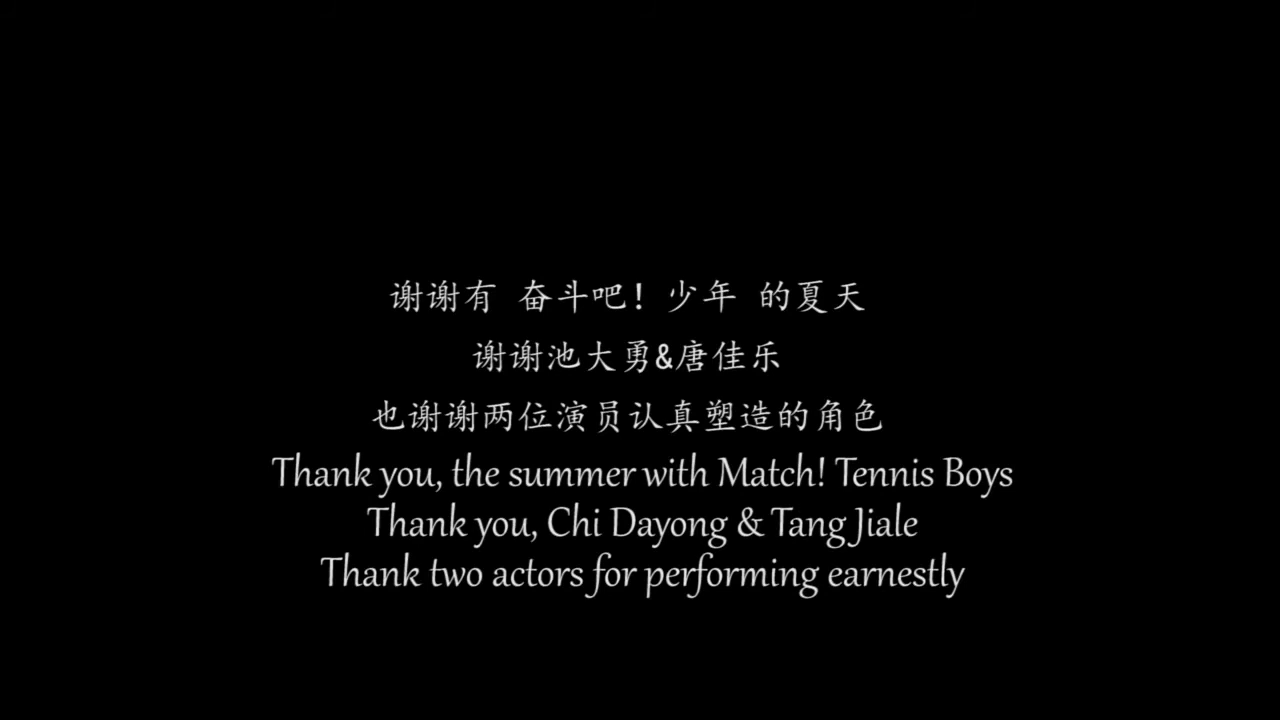 谢谢有 奋斗吧！少年 的夏天
谢谢池大勇&唐佳乐
也谢谢两位演员认真塑造的角色
Thank you, the summer with Match! Tennis Boys
Thank you, Chi Dayong & Tang Jiale
Thank two actors for performing earnestly